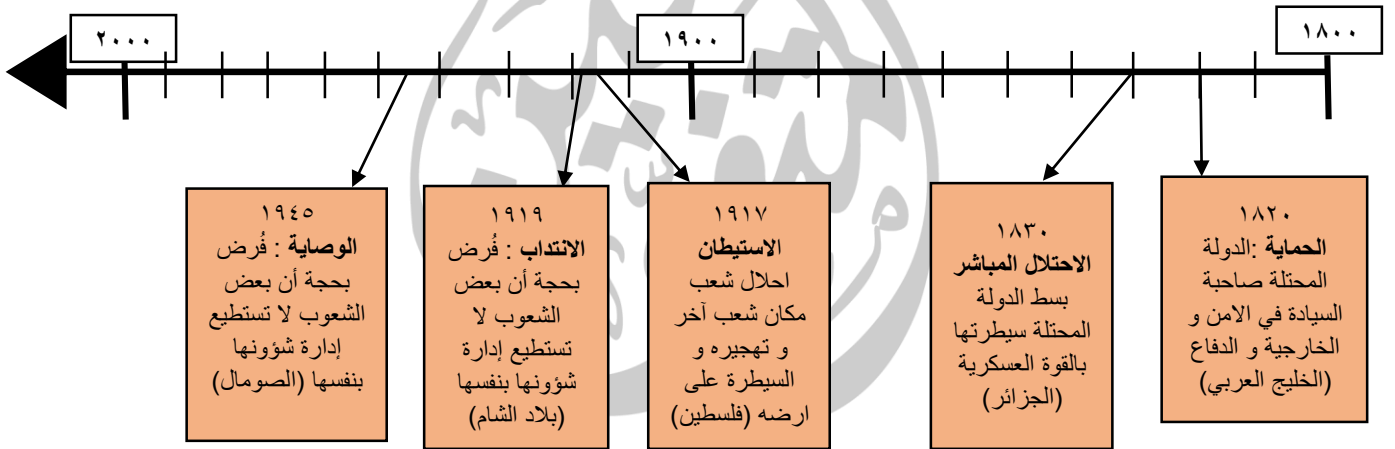 ١٨٠٠
١٩٠٠
٢٠٠٠
١٨٢٠
الحماية :الدولة
المحتلة صاحبة
السيادة في الامن و
الخارجية و الدفاع
(الخليج العربي)
١٨٣٠
الاحتلال المباشر
بسط الدولة
المحتلة سيطرتها
بالقوة العسكرية
(الجزائر)
١٩١٧
الاستيطان
احلال شعب
مكان شعب آخر
و تهجيره و
السيطرة على
ارضه (فلسطين)
١٩١٩
الانتداب : فُرض
بحجة أن بعض
الشعوب لا
تستطيع إدارة
شؤونها بنفسها
(بلاد الشام)
١٩٤٥
الوصاية : فُرض
بحجة أن بعض
الشعوب لا تستطيع
إدارة شؤونها
بنفسها (الصومال)